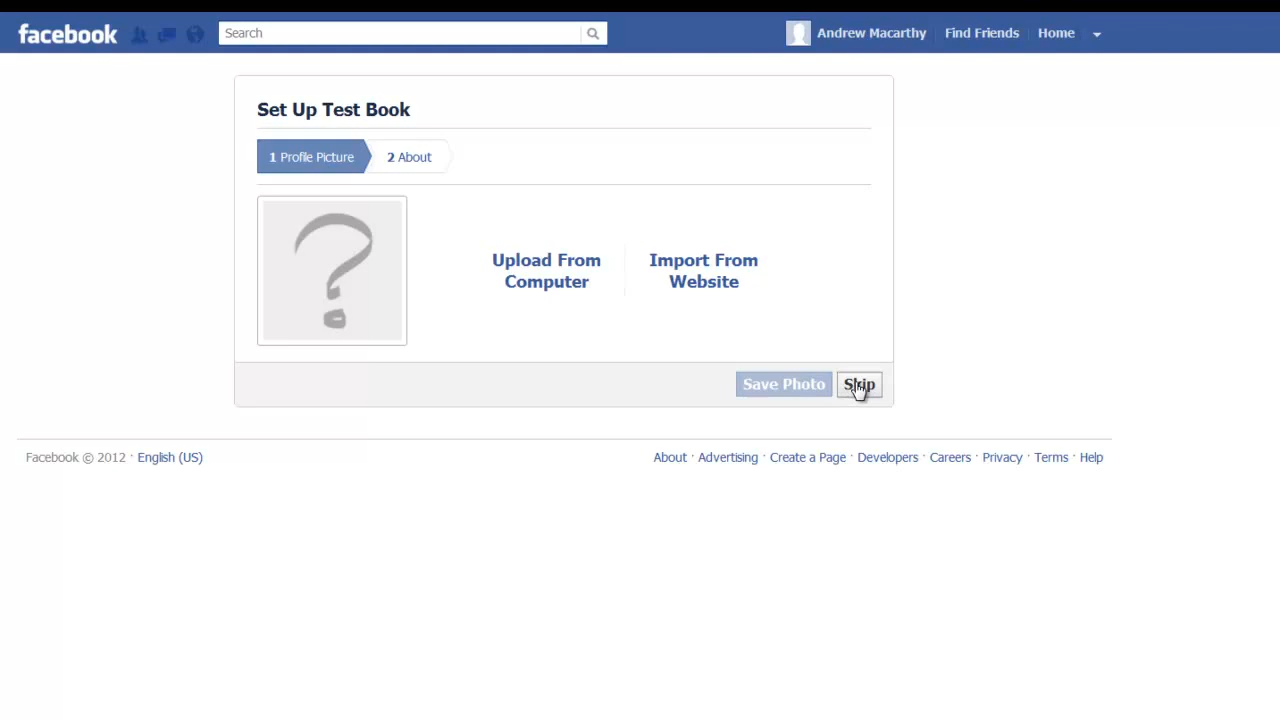 facebook
Search
Andrew Macarthy
Find Friends
Home
Set Up Test Book
1 Profile Picture
2 About
Upload From
Computer
Import From
Website
Save Photo
Skip
Facebook © 2012 · English (US)
About · Advertising · Create a Page · Developers · Careers · Privacy · Terms · Help